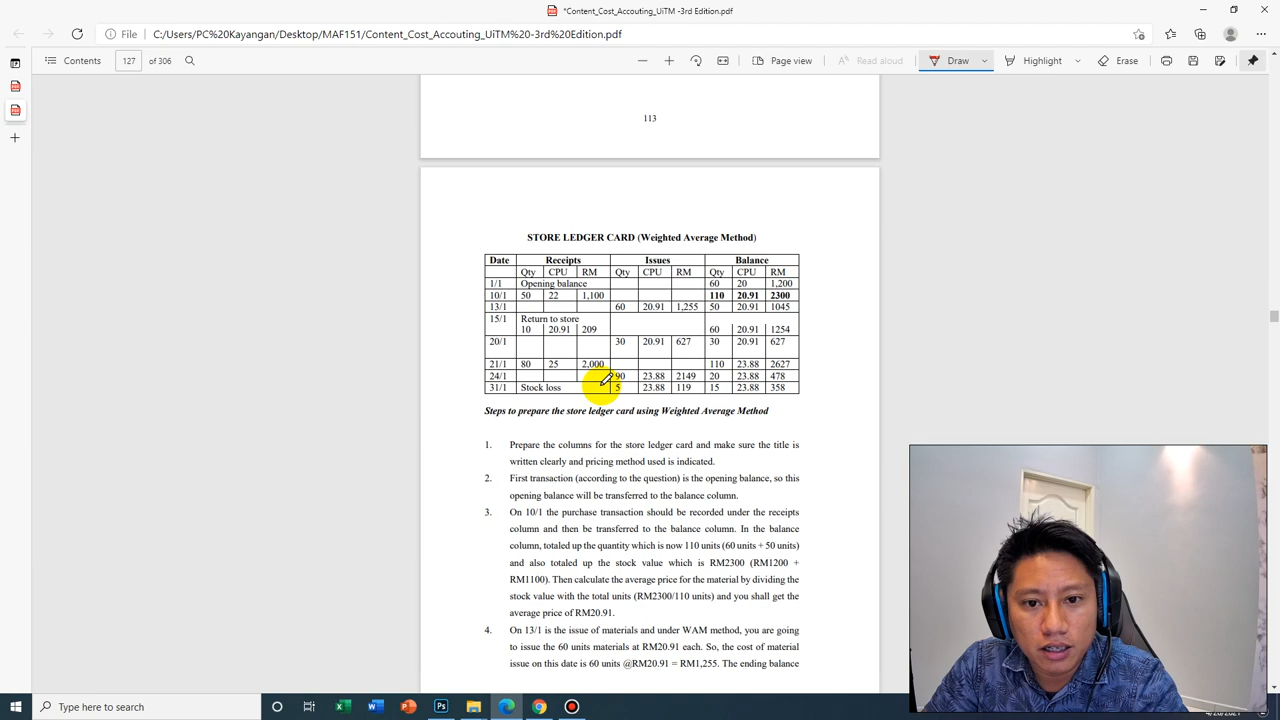 *Content_Cost_Accouting_UiTM -3rd Edition.pdf
File | C:/Users/PC%20Kayangan/Desktop/MAF151/Content_Cost_Accouting_UiTM%20-3rd%20Edition.pdf
Contents 127 of 306 Page view Read aloud Draw Highlight Erase
113
STORE LEDGER CARD (Weighted Average Method)
Date Receipts Issues Balance
Qty CPU RM Qty CPU RM Qty CPU RM
1/1 Opening balance 60 20 1,200
10/1 50 22 1,100 110 20.91 2300
13/1 60 20.91 1,255 50 20.91 1045
15/1 Return to store
10 20.91 209 60 20.91 1254
20/1 30 20.91 627 30 20.91 627
21/1 80 25 2,000 110 23.88 2627
24/1 90 23.88 2149 20 23.88 478
31/1 Stock loss 5 23.88 119 15 23.88 358
Steps to prepare the store ledger card using Weighted Average Method
1. Prepare the columns for the store ledger card and make sure the title is
written clearly and pricing method used is indicated.
2. First transaction (according to the question) is the opening balance, so this
opening balance will be transferred to the balance column.
3. On 10/1 the purchase transaction should be recorded under the receipts
column and then be transferred to the balance column. In the balance
column, totaled up the quantity which is now 110 units (60 units + 50 units)
and also totaled up the stock value which is RM2300 (RM1200 +
RM1100). Then calculate the average price for the material by dividing the
stock value with the total units (RM2300/110 units) and you shall get the
average price of RM20.91.
4. On 13/1 is the issue of materials and under WAM method, you are going
to issue the 60 units materials at RM20.91 each. So, the cost of material
issue on this date is 60 units @RM20.91 = RM1,255. The ending balance
Type here to search